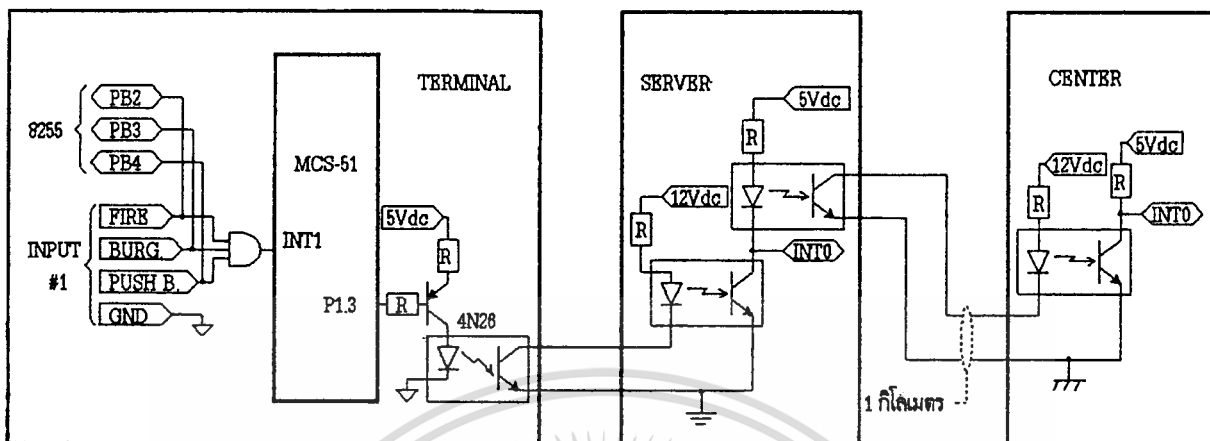 TERMINAL
8255
PB2
PB3
PB4
MCS-51
INPUT
#1
FIRE
BURG.
PUSH B.
GND
INT1
P1.3
5Vdc
R
R
4N26
SERVER
5Vdc
R
12Vdc
R
INT0
1 กิโลเมตร
CENTER
5Vdc
12Vdc
R
R
INT0